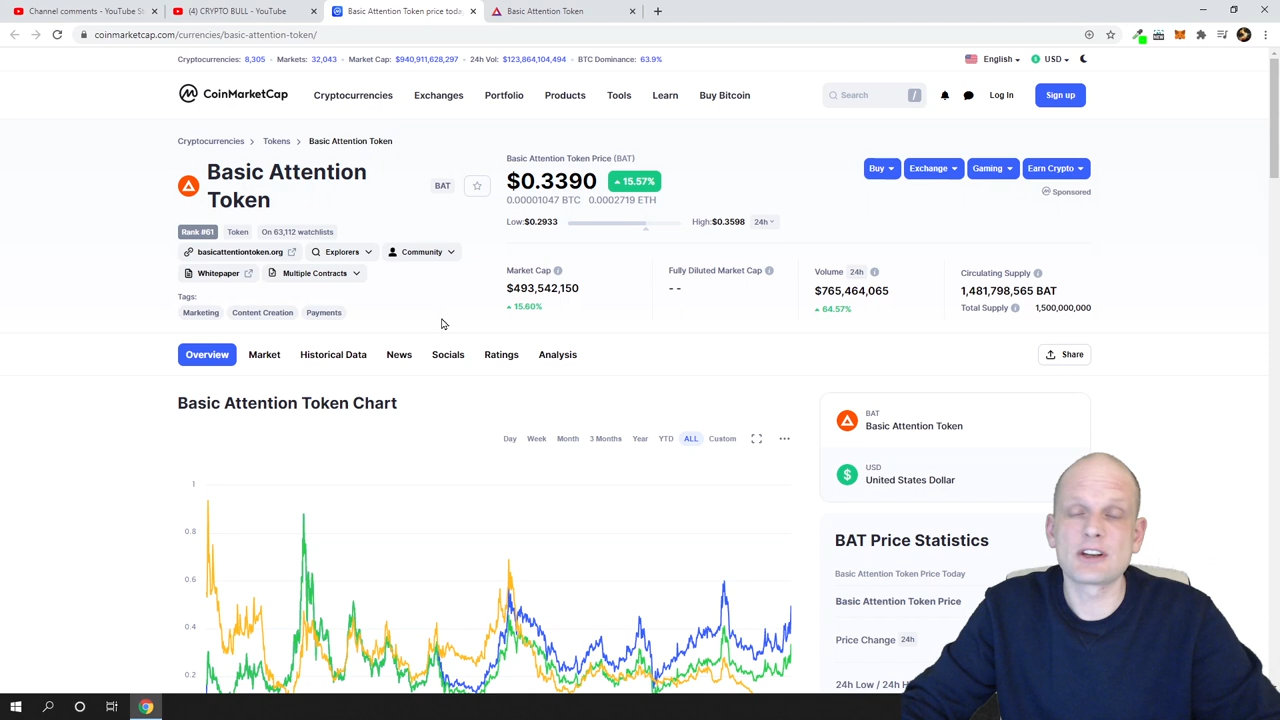 Channel comments - YouTube St
(4) CRYPTO BULL - YouTube
Basic Attention Token price toda
Basic Attention Token
coinmarketcap.com/currencies/basic-attention-token/
Cryptocurrencies: 8,305 Markets: 32,043 Market Cap: $940,911,628,297 24h Vol: $123,864,104,494 BTC Dominance: 63.9%
English
USD
CoinMarketCap
Cryptocurrencies Exchanges Portfolio Products Tools Learn Buy Bitcoin
Search /
Log In
Sign up
Cryptocurrencies > Tokens > Basic Attention Token
Basic Attention
Token
BAT
Rank #61 Token On 63,112 watchlists
basicattentiontoken.org Explorers Community
Whitepaper Multiple Contracts
Tags:
Marketing Content Creation Payments
Basic Attention Token Price (BAT)
$0.3390 15.57%
0.00001047 BTC 0.0002719 ETH
Low:$0.2933 High:$0.3598 24h
Buy Exchange Gaming Earn Crypto
Sponsored
Market Cap
$493,542,150
15.60%
Fully Diluted Market Cap
- -
Volume 24h
$765,464,065
64.57%
Circulating Supply
1,481,798,565 BAT
Total Supply 1,500,000,000
Overview Market Historical Data News Socials Ratings Analysis
Share
Basic Attention Token Chart
Day Week Month 3 Months Year YTD ALL Custom
1
0.8
0.6
0.4
0.2
BAT
Basic Attention Token
USD
United States Dollar
$
BAT Price Statistics
Basic Attention Token Price Today
Basic Attention Token Price
Price Change 24h
24h Low / 24h H